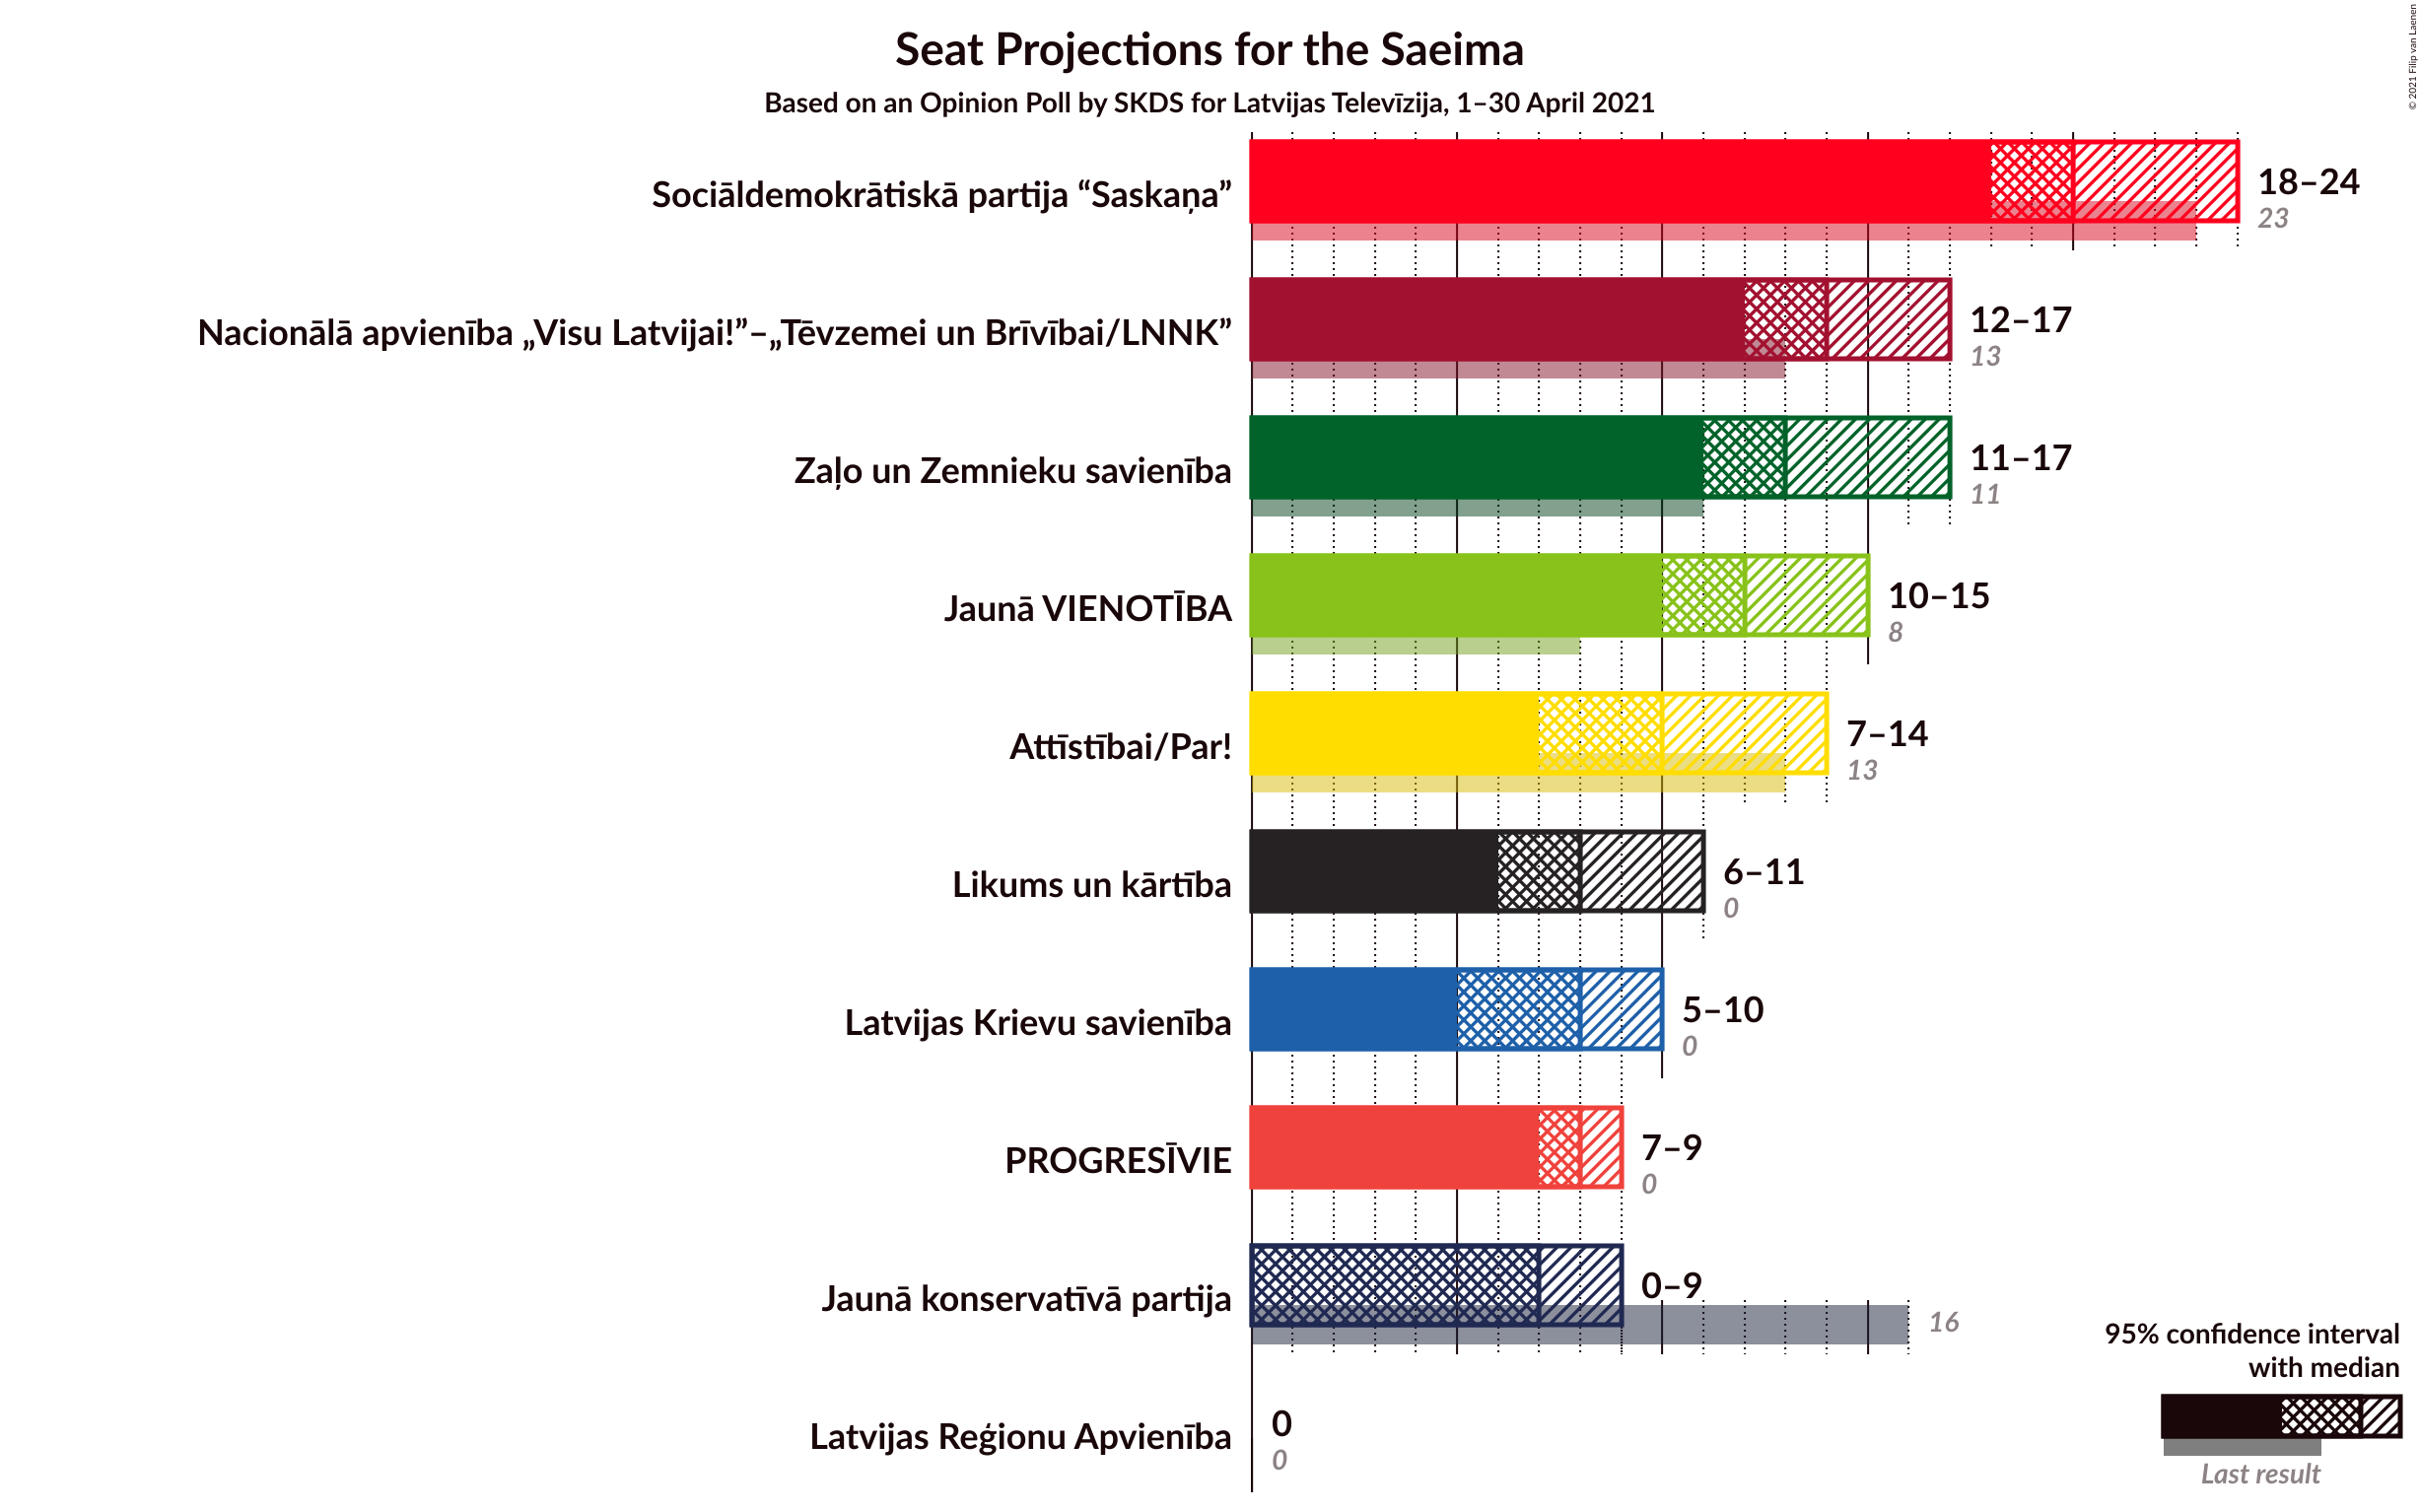 Seat Projections for the Saeima
Based on an Opinion Poll by SKDS for Latvijas Televīzija, 1–30 April 2021
© 2021 Filip van Laenen
Sociāldemokrātiskā partija “Saskaņa”
18–24
23
Nacionālā apvienība „Visu Latvijai!”–„Tēvzemei un Brīvībai/LNNK”
12–17
13
Zaļo un Zemnieku savienība
11–17
11
Jaunā VIENOTĪBA
10–15
8
Attīstībai/Par!
7–14
13
Likums un kārtība
6–11
0
Latvijas Krievu savienība
5–10
0
PROGRESĪVIE
7–9
0
Jaunā konservatīvā partija
0–9
16
Latvijas Reģionu Apvienība
0
0
95% confidence interval
with median
Last result